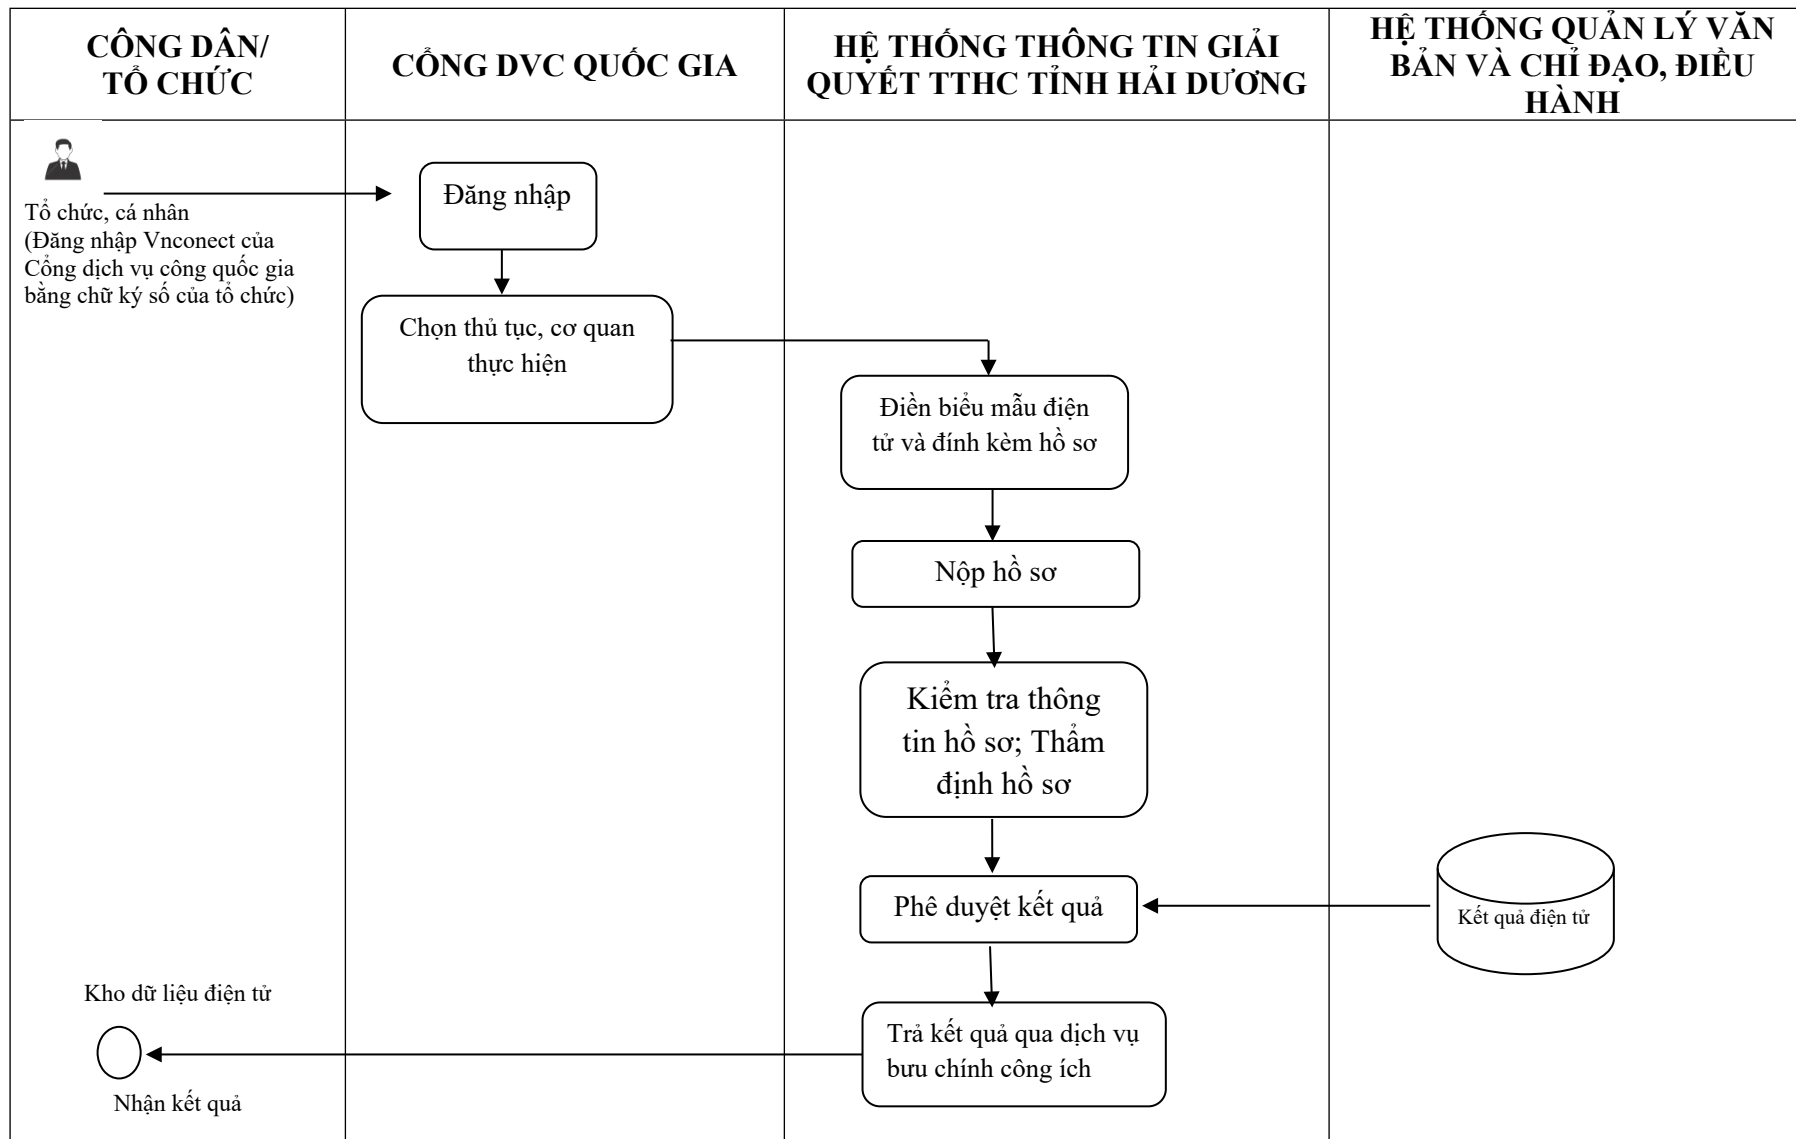 CÔNG DÂN/
TỔ CHỨC
CỔNG DVC QUỐC GIA
HỆ THỐNG THÔNG TIN GIẢI
QUYẾT TTHC TỈNH HẢI DƯƠNG
HỆ THỐNG QUẢN LÝ VĂN
BẢN VÀ CHỈ ĐẠO, ĐIỀU
HÀNH
Tổ chức, cá nhân
(Đăng nhập Vnconect của
Cổng dịch vụ công quốc gia
bằng chữ ký số của tổ chức)
Đăng nhập
Chọn thủ tục, cơ quan
thực hiện
Điền biểu mẫu điện
tử và đính kèm hồ sơ
Nộp hồ sơ
Kiểm tra thông
tin hồ sơ; Thẩm
định hồ sơ
Phê duyệt kết quả
Kết quả điện tử
Trả kết quả qua dịch vụ
bưu chính công ích
Kho dữ liệu điện tử
Nhận kết quả